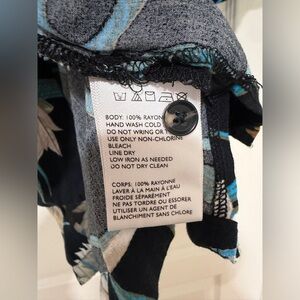 BODY: 100% RAYON
HAND WASH COLD
DO NOT WRING OR
USE ONLY NON-CHLORINE
BLEACH
LINE DRY
LOW IRON AS NEEDED
DO NOT DRY CLEAN
CORPS: 100% RAYONNE
LAVER À LA MAIN À L'EAU
FROIDE SÉPARÉMENT
NE PAS TORDRE OU ESSORER
UTILISER UN AGENT DE
BLANCHIMENT SANS CHLORE